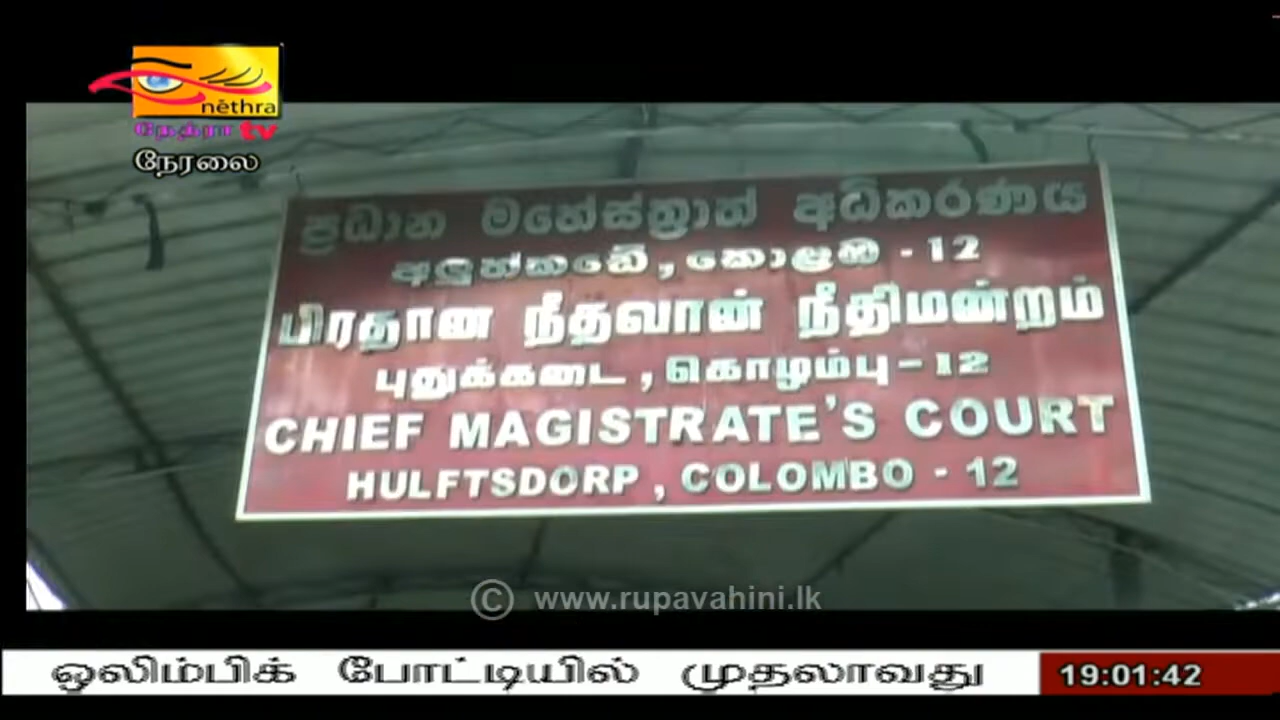 néthra
நேத்ரா tv
நேரலை
ප්‍රධාන මහේස්ත්‍රාත් අධිකරණය
අලුත්කඩේ, කොළඹ - 12
பிரதான நீதவான் நீதிமன்றம்
புதுக்கடை, கொழும்பு - 12
CHIEF MAGISTRATE'S COURT
HULFTSDORP, COLOMBO - 12
© www.rupavahini.lk
ஒலிம்பிக் போட்டியில் முதலாவது
19:01:42